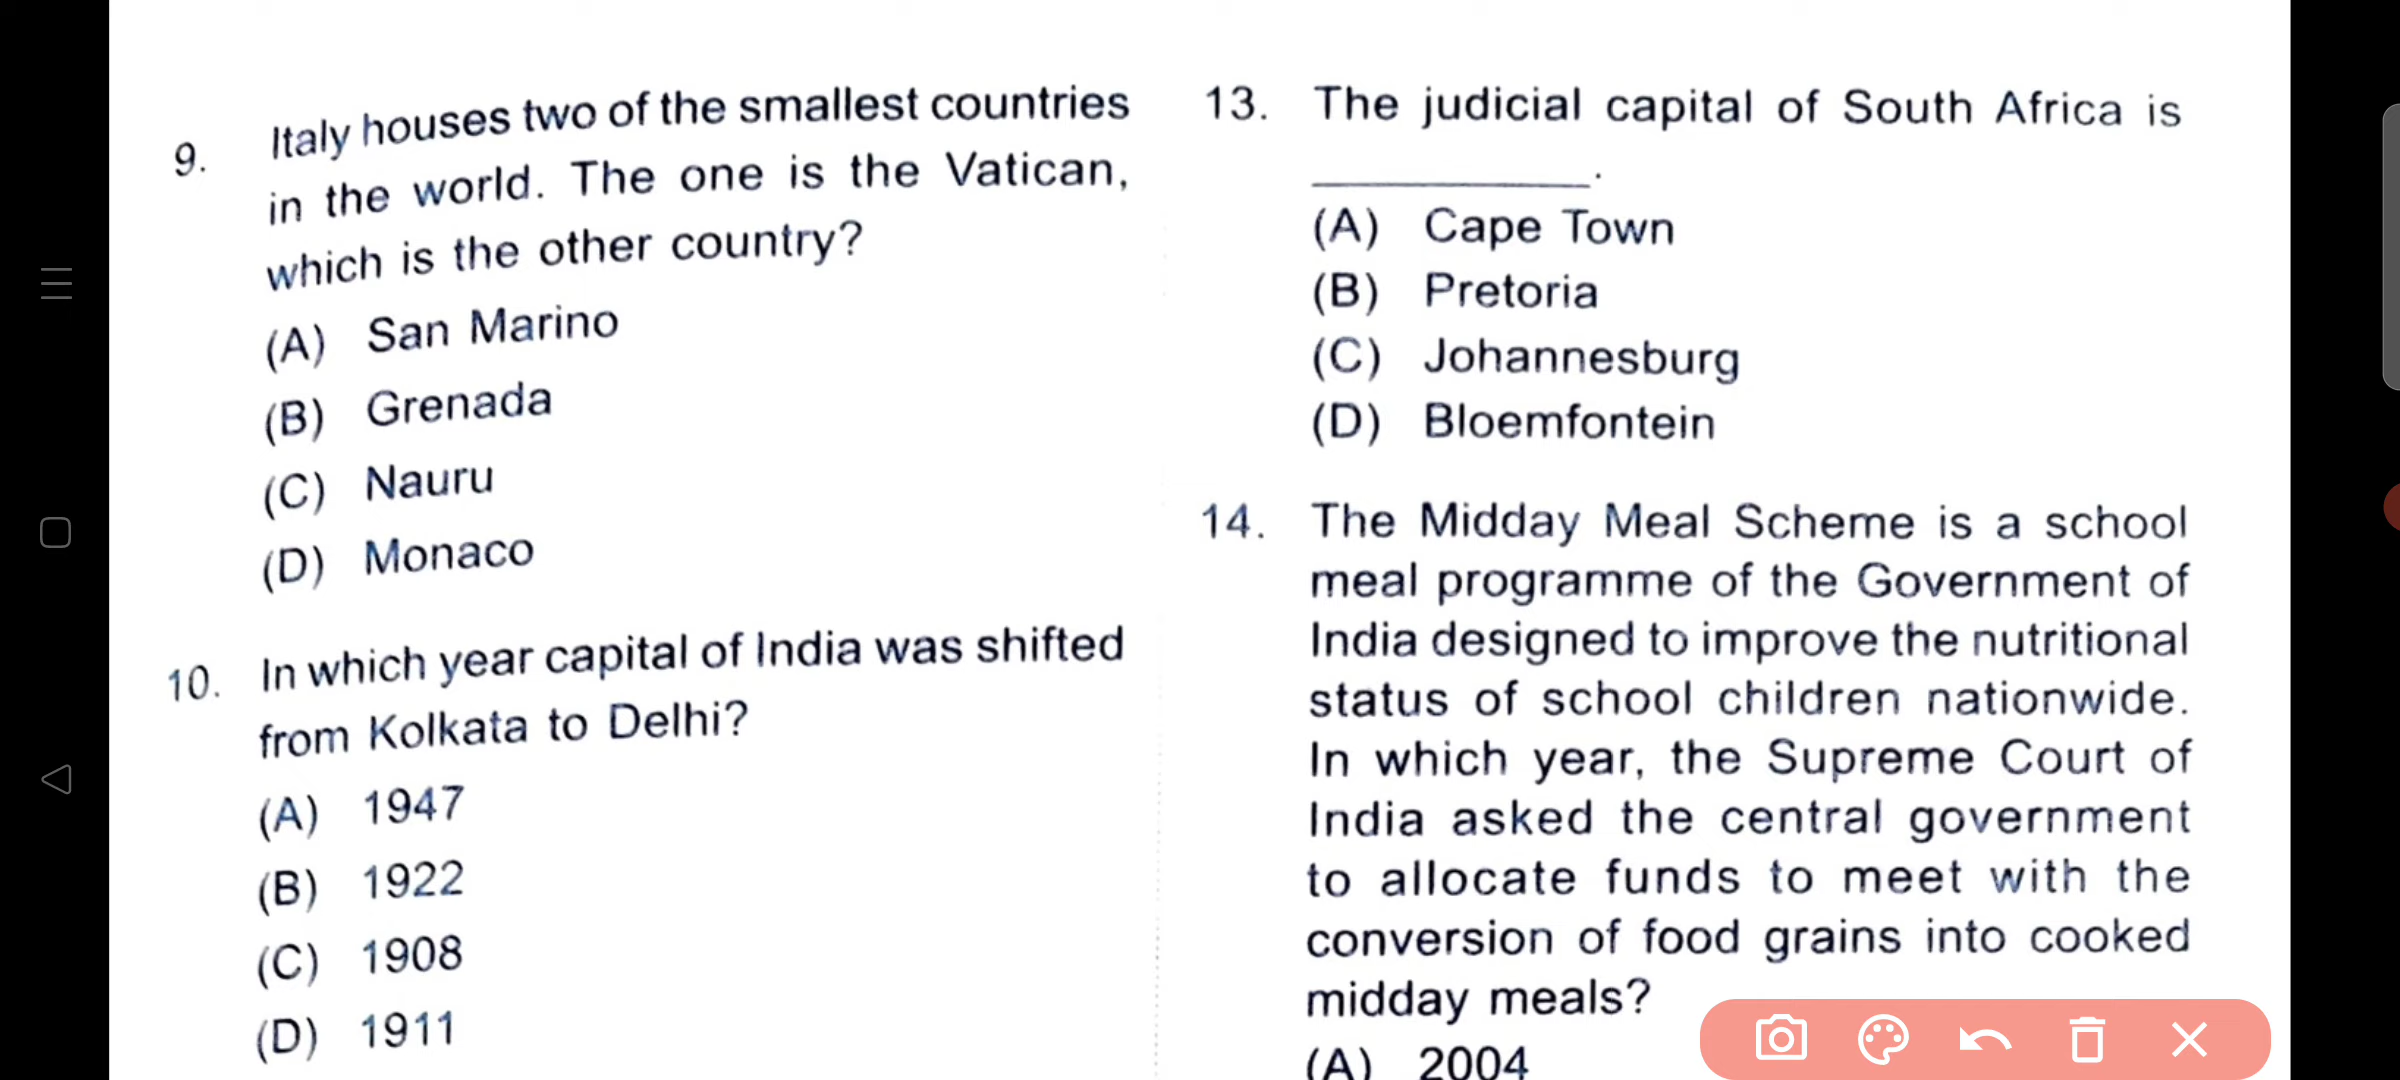 9. Italy houses two of the smallest countries
in the world. The one is the Vatican,
which is the other country?
(A) San Marino
(B) Grenada
(C) Nauru
(D) Monaco
10. In which year capital of India was shifted
from Kolkata to Delhi?
(A) 1947
(B) 1922
(C) 1908
(D) 1911
13. The judicial capital of South Africa is
____________.
(A) Cape Town
(B) Pretoria
(C) Johannesburg
(D) Bloemfontein
14. The Midday Meal Scheme is a school
meal programme of the Government of
India designed to improve the nutritional
status of school children nationwide.
In which year, the Supreme Court of
India asked the central government
to allocate funds to meet with the
conversion of food grains into cooked
midday meals?
(A) 2004